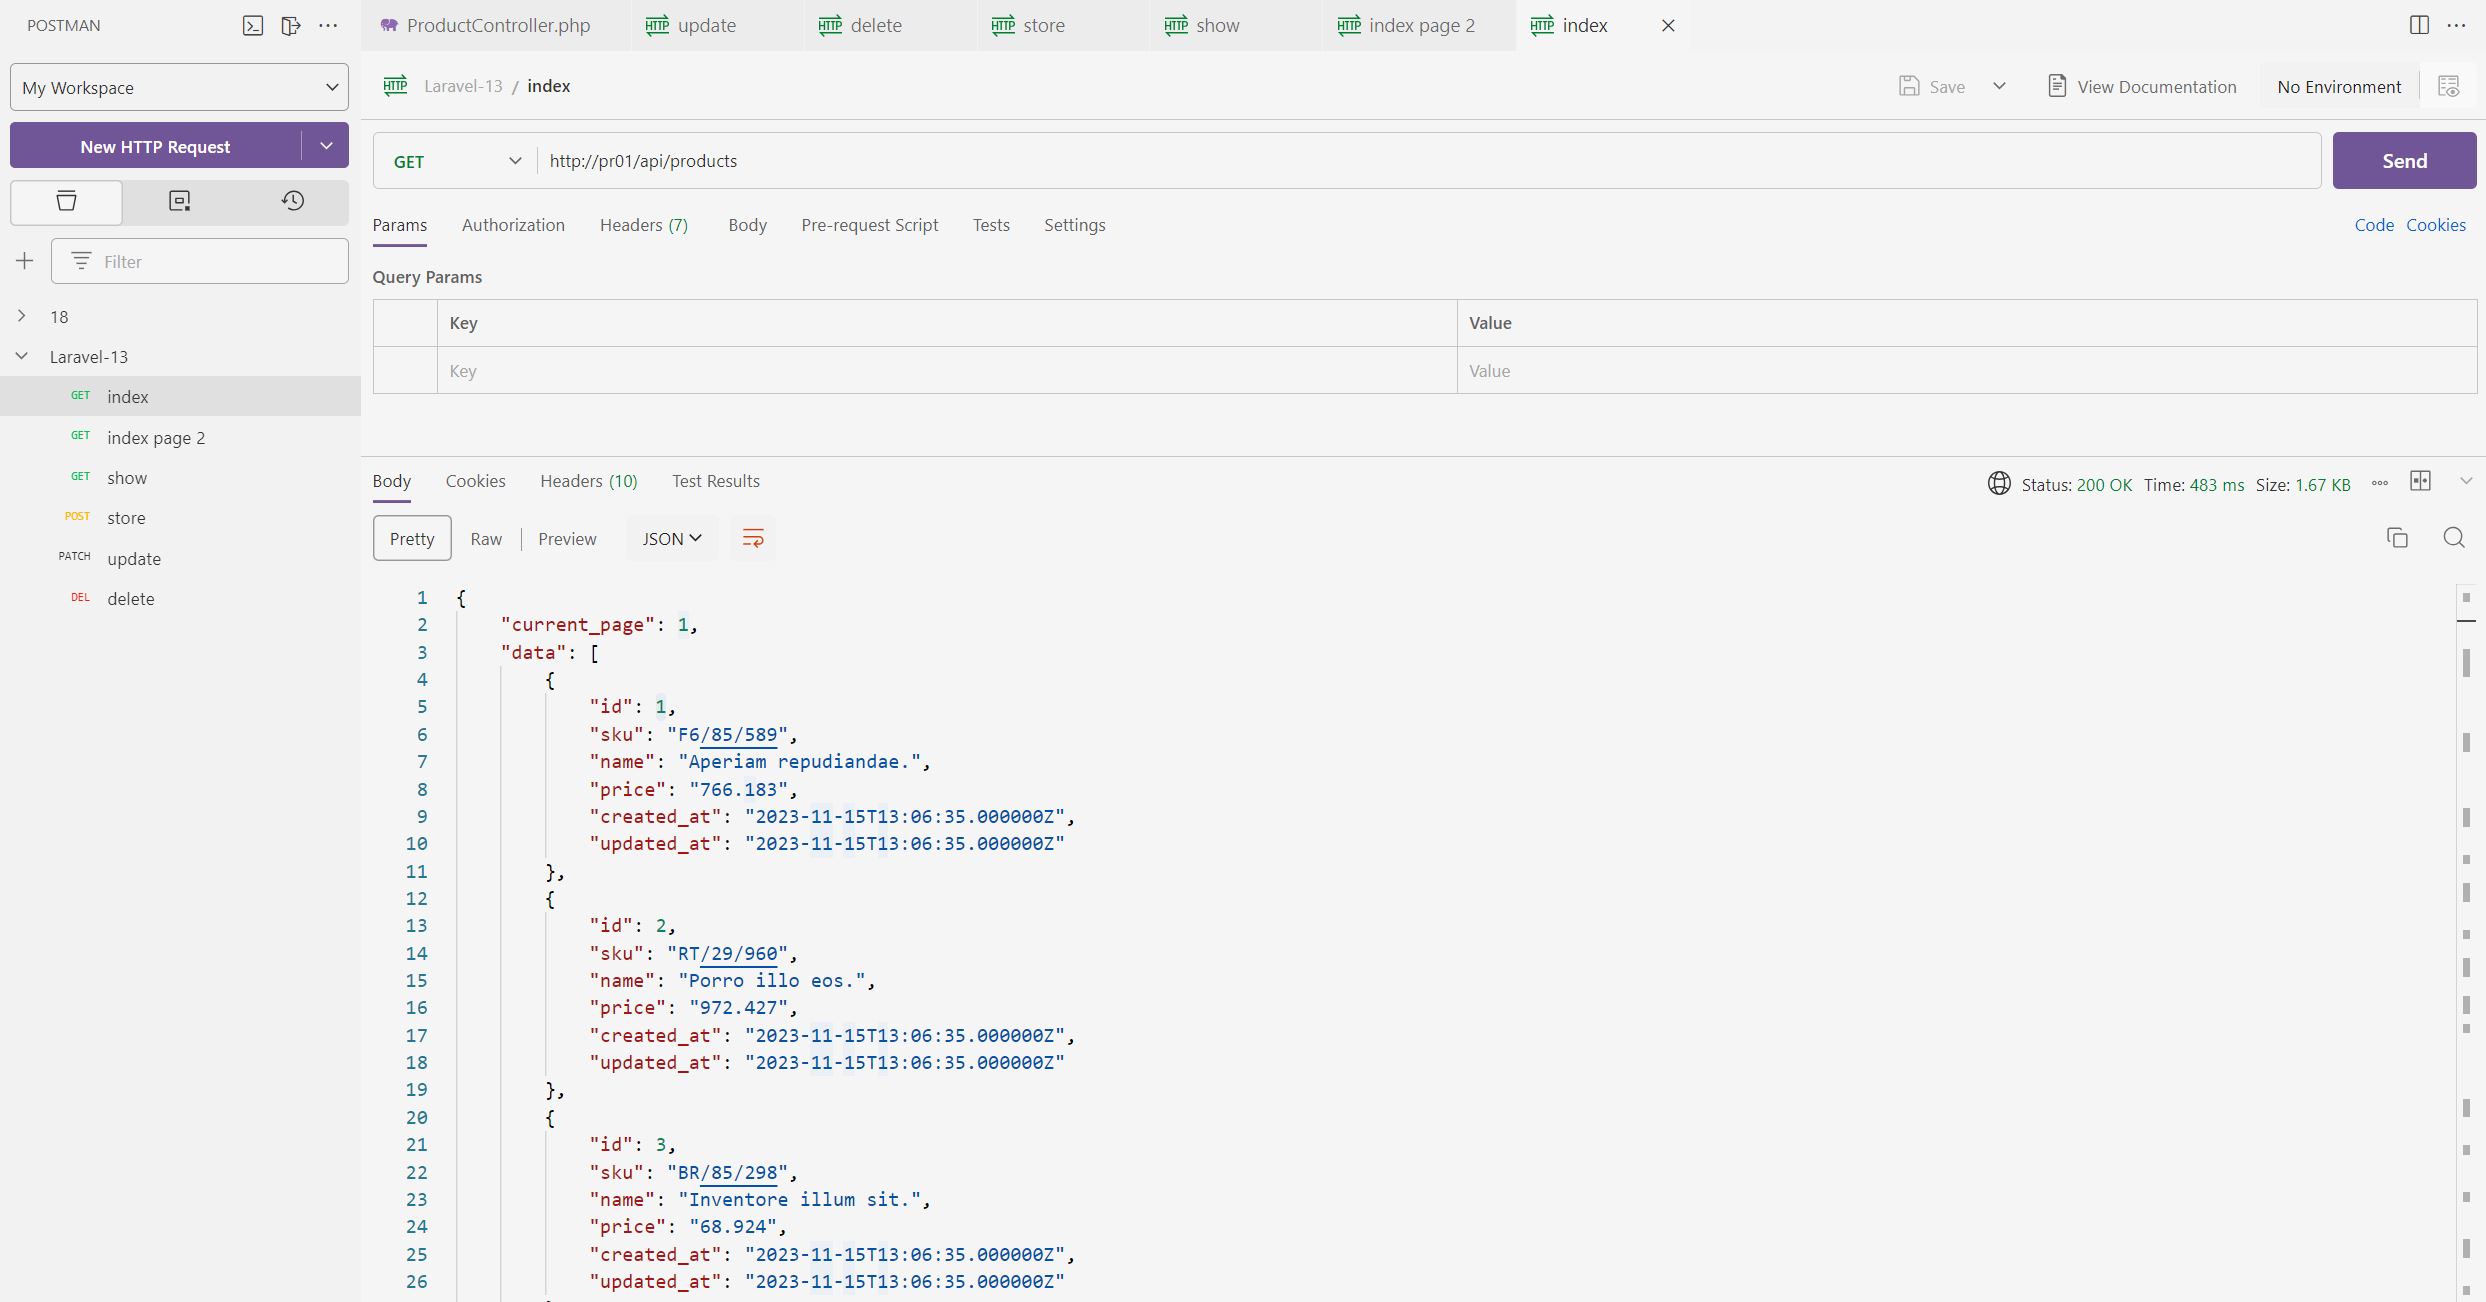 POSTMAN
My Workspace
New HTTP Request
Filter
18
Laravel-13
GET index
GET index page 2
GET show
POST store
PATCH update
DEL delete
ProductController.php
HTTP update
HTTP delete
HTTP store
HTTP show
HTTP index page 2
HTTP index
HTTP Laravel-13 / index
Save
View Documentation
No Environment
GET
http://pr01/api/products
Send
Params Authorization Headers (7) Body Pre-request Script Tests Settings
Code Cookies
Query Params
Key Value
Key Value
Body Cookies Headers (10) Test Results
Status: 200 OK Time: 483 ms Size: 1.67 KB
Pretty Raw Preview JSON
1 {
2 "current_page": 1,
3 "data": [
4 {
5 "id": 1,
6 "sku": "F6/85/589",
7 "name": "Aperiam repudiandae.",
8 "price": "766.183",
9 "created_at": "2023-11-15T13:06:35.000000Z",
10 "updated_at": "2023-11-15T13:06:35.000000Z"
11 },
12 {
13 "id": 2,
14 "sku": "RT/29/960",
15 "name": "Porro illo eos.",
16 "price": "972.427",
17 "created_at": "2023-11-15T13:06:35.000000Z",
18 "updated_at": "2023-11-15T13:06:35.000000Z"
19 },
20 {
21 "id": 3,
22 "sku": "BR/85/298",
23 "name": "Inventore illum sit.",
24 "price": "68.924",
25 "created_at": "2023-11-15T13:06:35.000000Z",
26 "updated_at": "2023-11-15T13:06:35.000000Z"